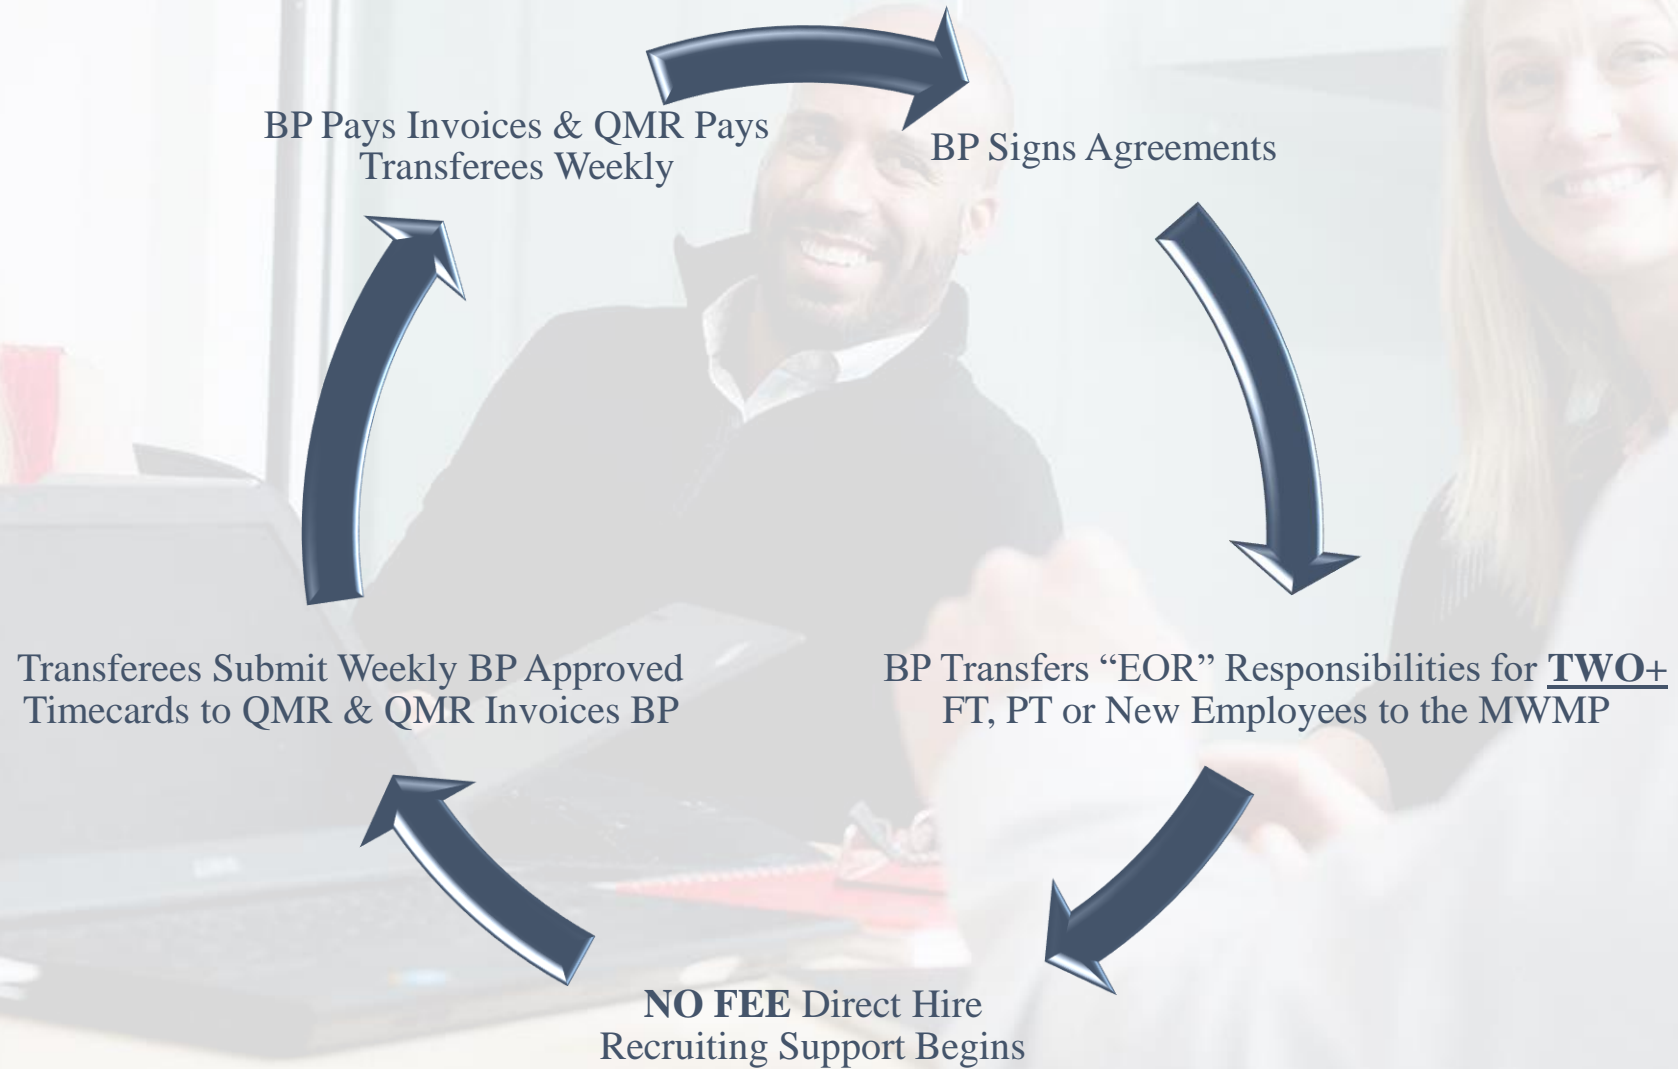 BP Pays Invoices & QMR Pays
Transferees Weekly
BP Signs Agreements
Transferees Submit Weekly BP Approved
Timecards to QMR & QMR Invoices BP
BP Transfers “EOR” Responsibilities for TWO+
FT, PT or New Employees to the MWMP
NO FEE Direct Hire
Recruiting Support Begins